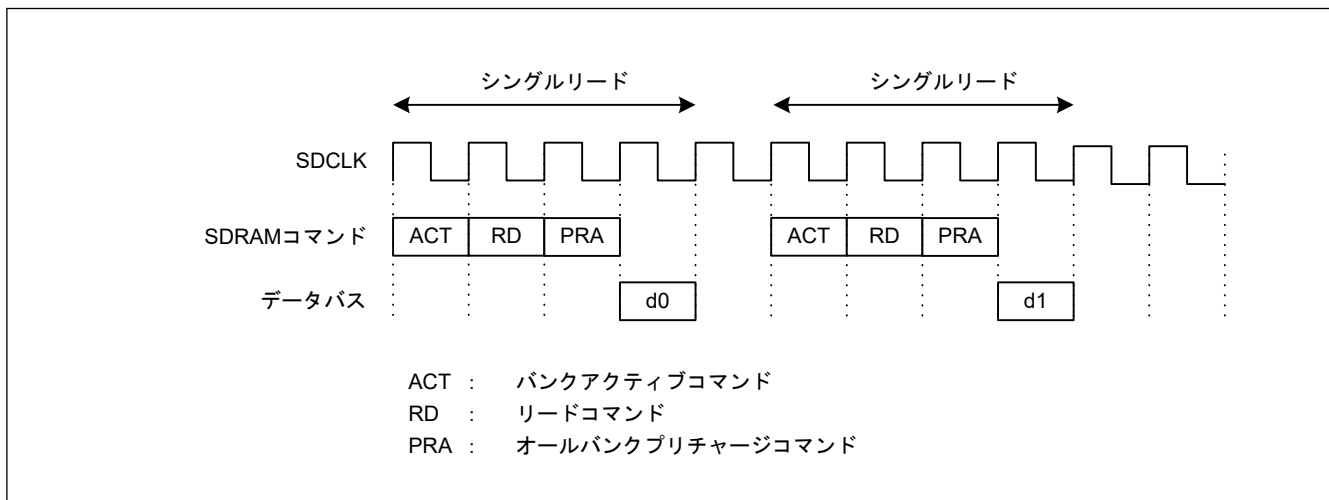 シングルリード シングルリード
SDCLK
SDRAMコマンド ACT RD PRA ACT RD PRA
データバス d0 d1
ACT : バンクアクティブコマンド
RD : リードコマンド
PRA : オールバンクプリチャージコマンド